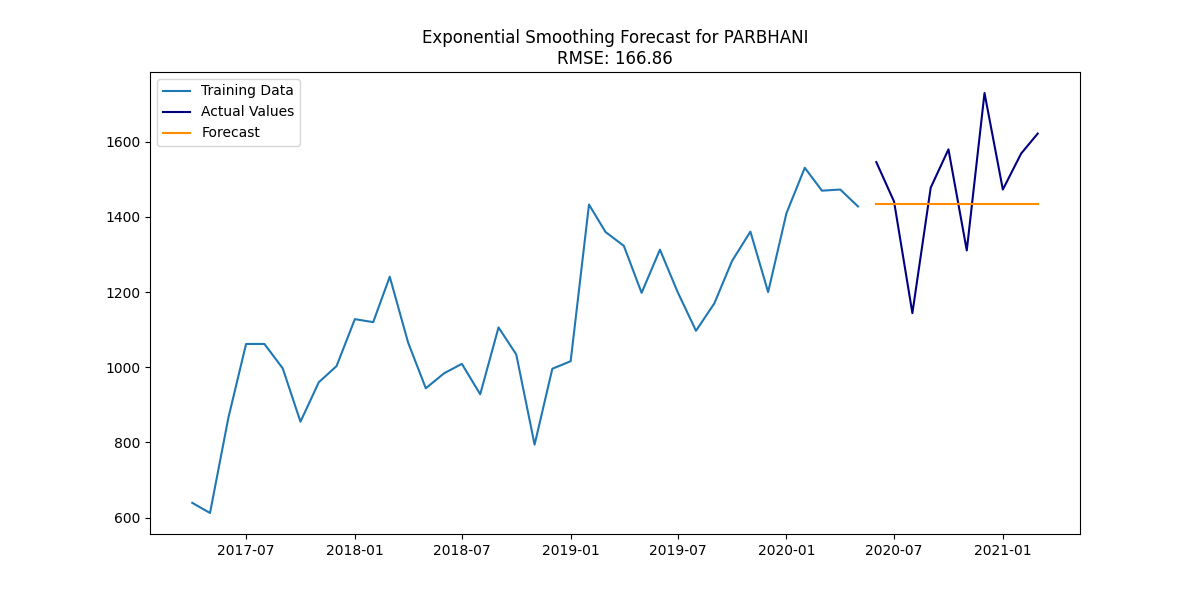 Exponential Smoothing Forecast for PARBHANI
RMSE: 166.86
Training Data
Actual Values
Forecast
1600
1400
1200
1000
800
600
2017-07 2018-01 2018-07 2019-01 2019-07 2020-01 2020-07 2021-01